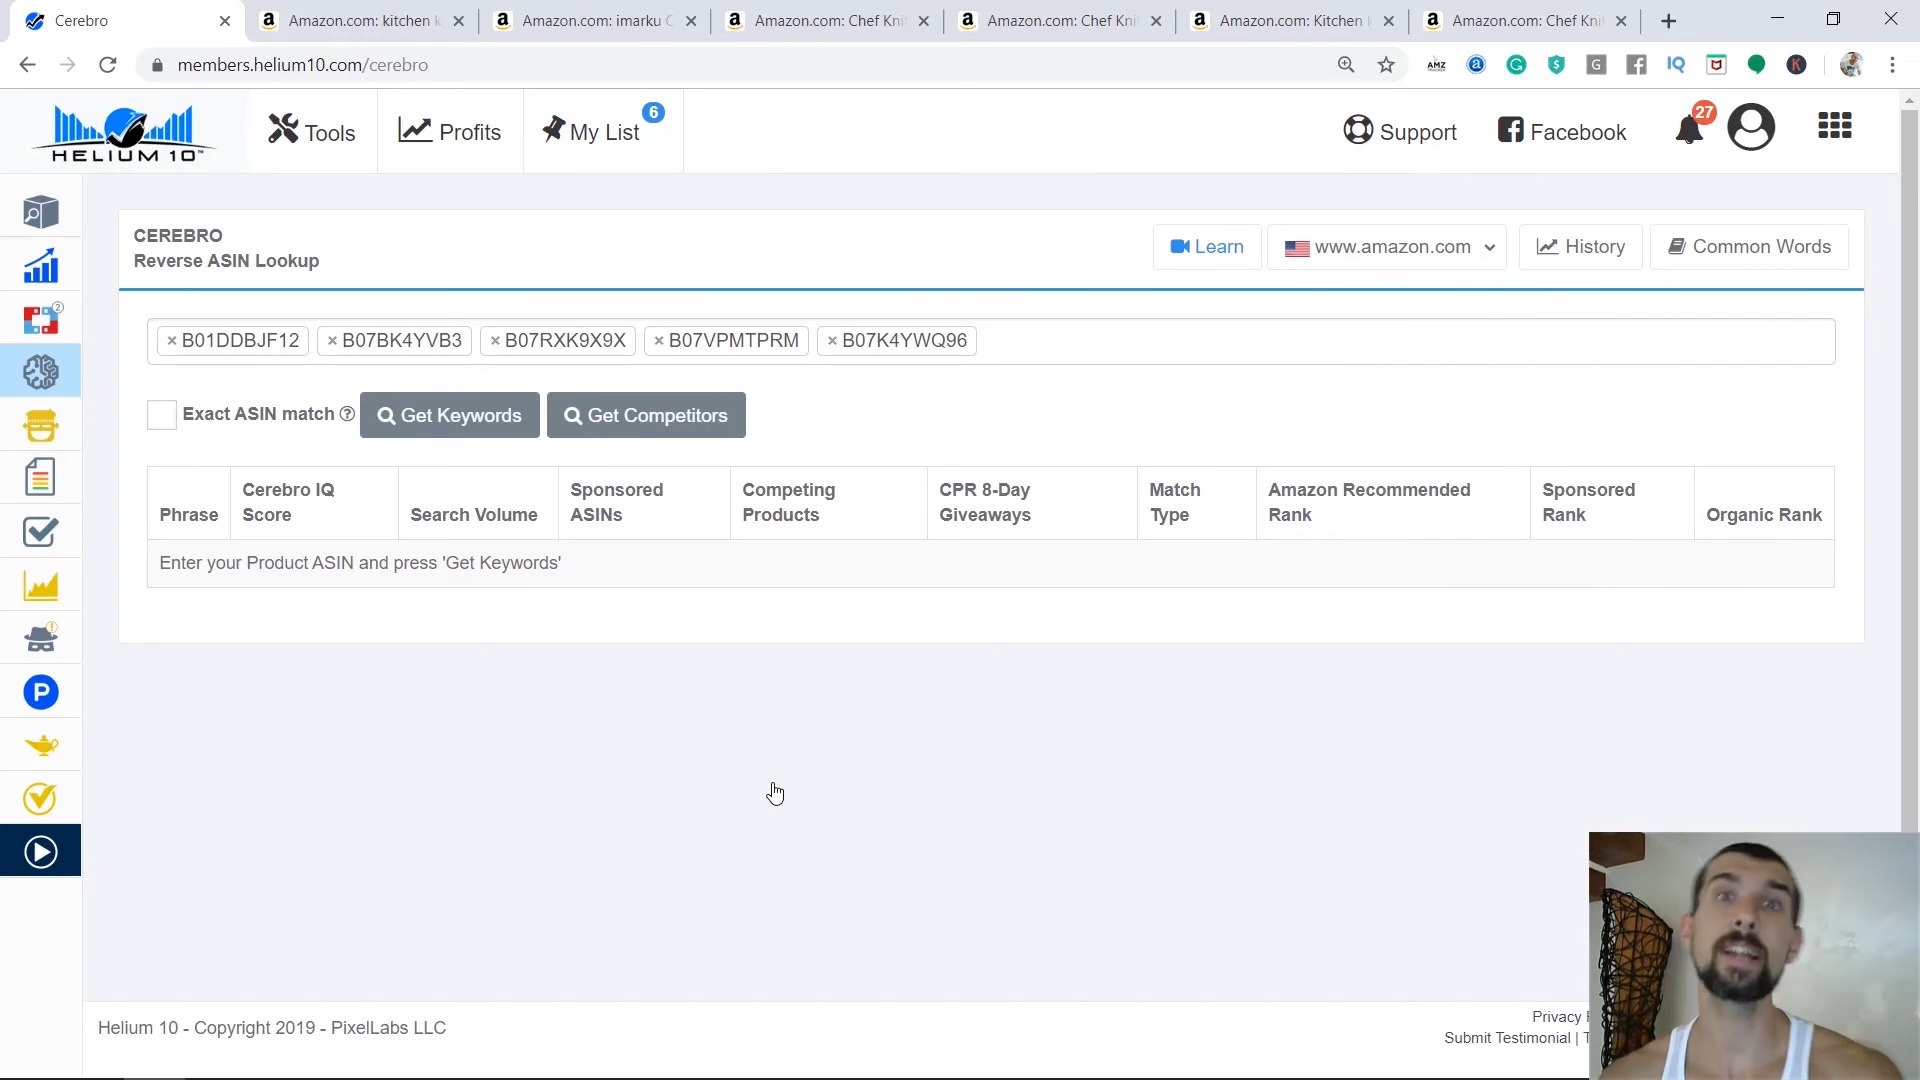 Cerebro
Amazon.com: kitchen k
Amazon.com: imarku C
Amazon.com: Chef Kni
Amazon.com: Chef Kni
Amazon.com: Kitchen k
Amazon.com: Chef Kni
members.helium10.com/cerebro
HELIUM 10™
Tools
Profits
My List
6
Support
Facebook
27
CEREBRO
Reverse ASIN Lookup
Learn
www.amazon.com
History
Common Words
× B01DDBJF12
× B07BK4YVB3
× B07RXK9X9X
× B07VPMTPRM
× B07K4YWQ96
Exact ASIN match
Get Keywords
Get Competitors
Phrase
Cerebro IQ
Score
Search Volume
Sponsored
ASINs
Competing
Products
CPR 8-Day
Giveaways
Match
Type
Amazon Recommended
Rank
Sponsored
Rank
Organic Rank
Enter your Product ASIN and press 'Get Keywords'
Helium 10 - Copyright 2019 - PixelLabs LLC
Privacy
Submit Testimonial |